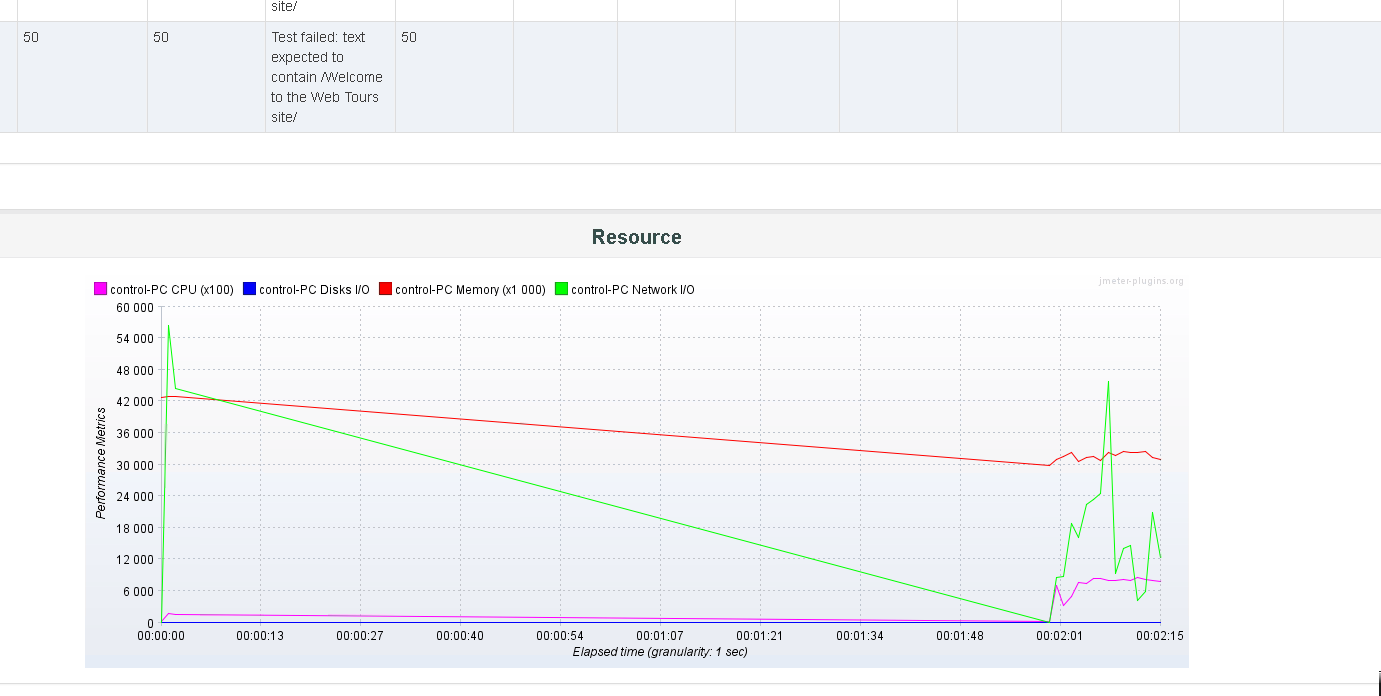 site/
50 50 Test failed: text 50
expected to
contain /Welcome
to the Web Tours
site/
Resource
control-PC CPU (x100) control-PC Disks I/O control-PC Memory (x1 000) control-PC Network I/O
jmeter-plugins.org
60 000
54 000
48 000
42 000
36 000
30 000
24 000
18 000
12 000
6 000
0
Performance Metrics
00:00:00 00:00:13 00:00:27 00:00:40 00:00:54 00:01:07 00:01:21 00:01:34 00:01:48 00:02:01 00:02:15
Elapsed time (granularity: 1 sec)